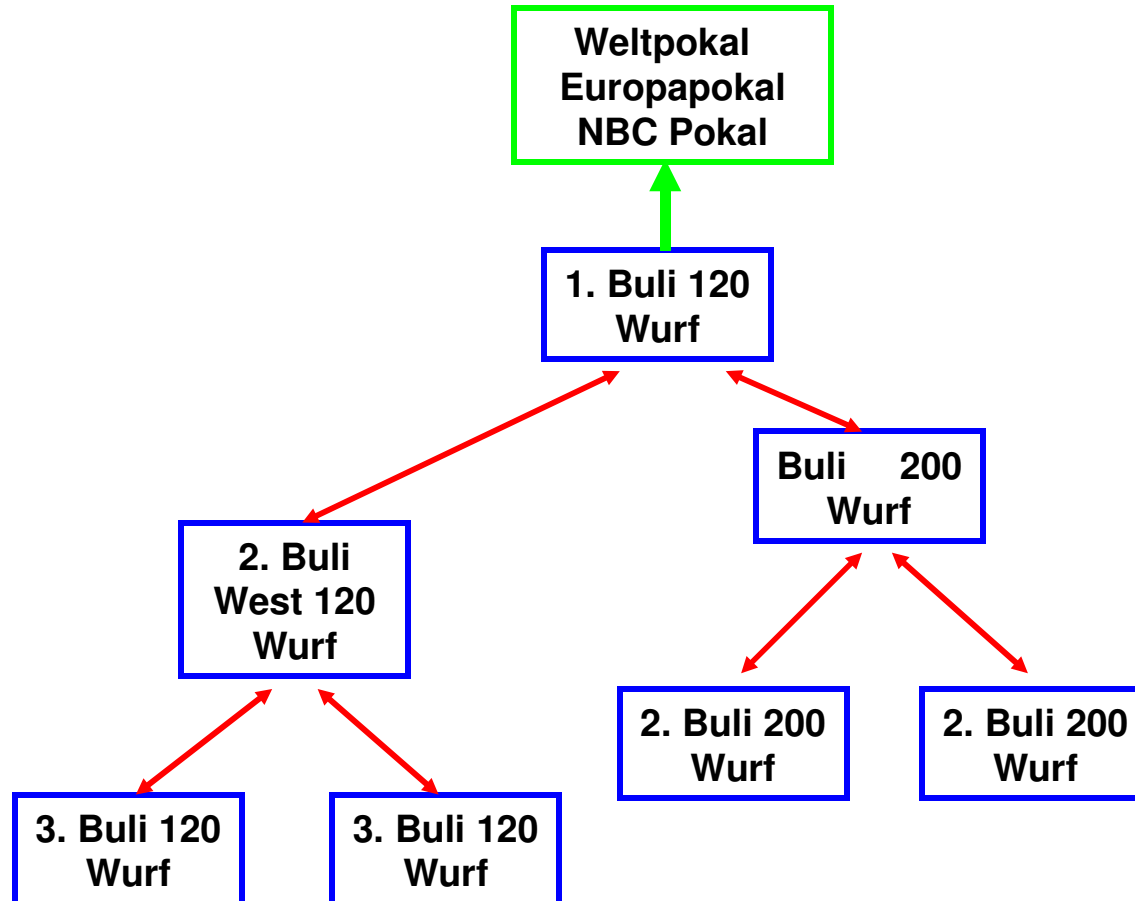 Weltpokal
Europapokal
NBC Pokal
1. Buli 120
Wurf
Buli 200
Wurf
2. Buli
West 120
Wurf
2. Buli 200
Wurf
2. Buli 200
Wurf
3. Buli 120
Wurf
3. Buli 120
Wurf